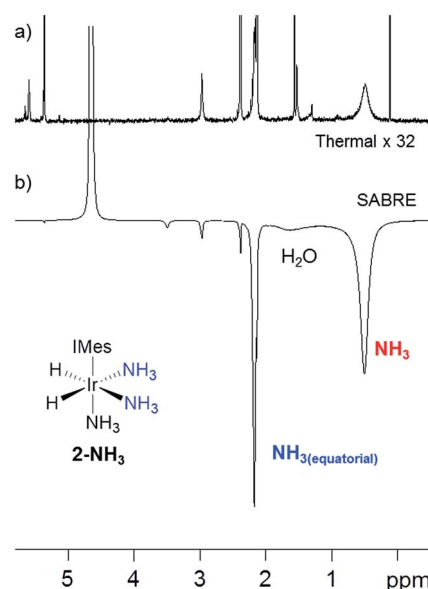 a)
Thermal x 32
b)
SABRE
H₂O
NH₃
IMes
H
NH₃
Ir
H
NH₃
NH₃
2-NH₃
NH₃(equatorial)
5 4 3 2 1 ppm